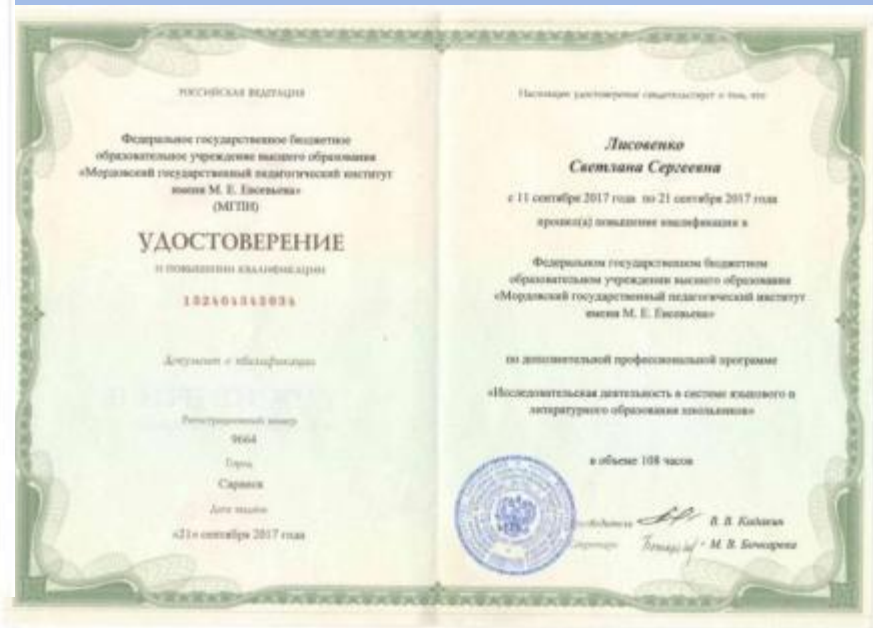 РОССИЙСКАЯ ФЕДЕРАЦИЯ
Федеральное государственное бюджетное
образовательное учреждение высшего образования
«Мордовский государственный педагогический институт
имени М. Е. Евсевьева»
(МГПИ)
УДОСТОВЕРЕНИЕ
О ПОВЫШЕНИИ КВАЛИФИКАЦИИ
Документ о квалификации
Регистрационный номер
9664
Город
Саранск
Дата выдачи
«21» сентября 2017 года
Настоящее удостоверение свидетельствует о том, что
Лисовенко
Светлана Сергеевна
с 11 сентября 2017 года по 21 сентября 2017 года
прошел(а) повышение квалификации в
Федеральном государственном бюджетном
образовательном учреждении высшего образования
«Мордовский государственный педагогический институт
имени М. Е. Евсевьева»
по дополнительной профессиональной программе
«Исследовательская деятельность в системе языкового и
литературного образования школьников»
в объеме 108 часов
Руководитель В. В. Кадакин
Секретарь М. В. Бочкарева